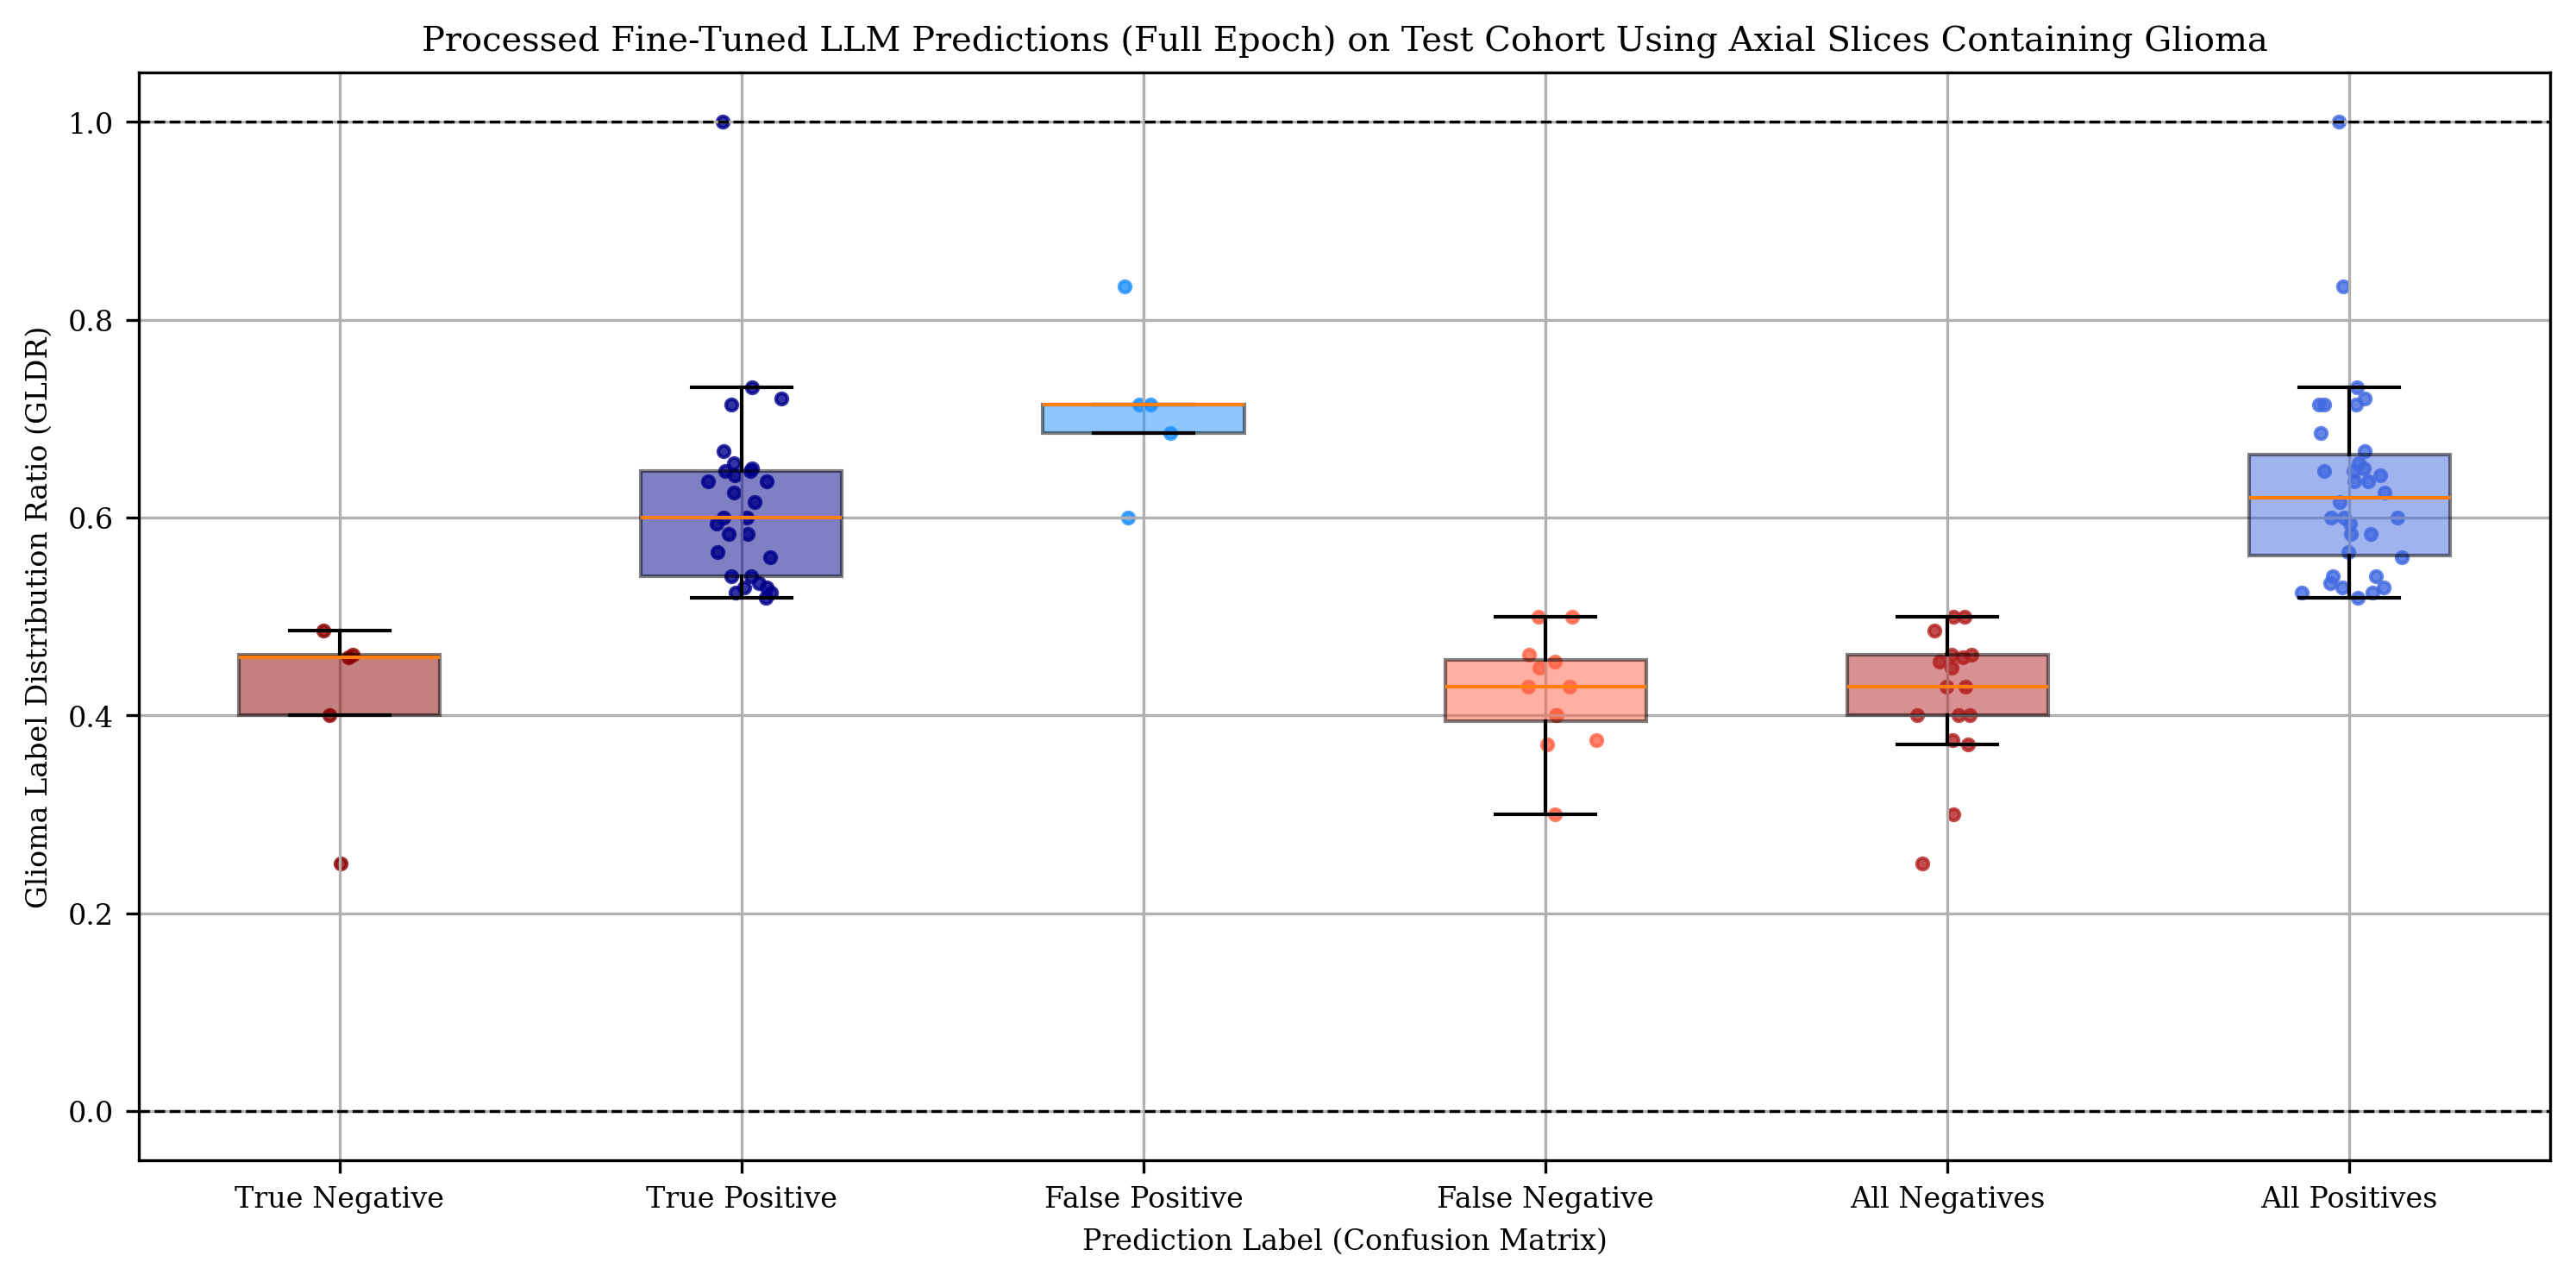 Processed Fine-Tuned LLM Predictions (Full Epoch) on Test Cohort Using Axial Slices Containing Glioma
Glioma Label Distribution Ratio (GLDR)
1.0
0.8
0.6
0.4
0.2
0.0
True Negative
True Positive
False Positive
False Negative
All Negatives
All Positives
Prediction Label (Confusion Matrix)